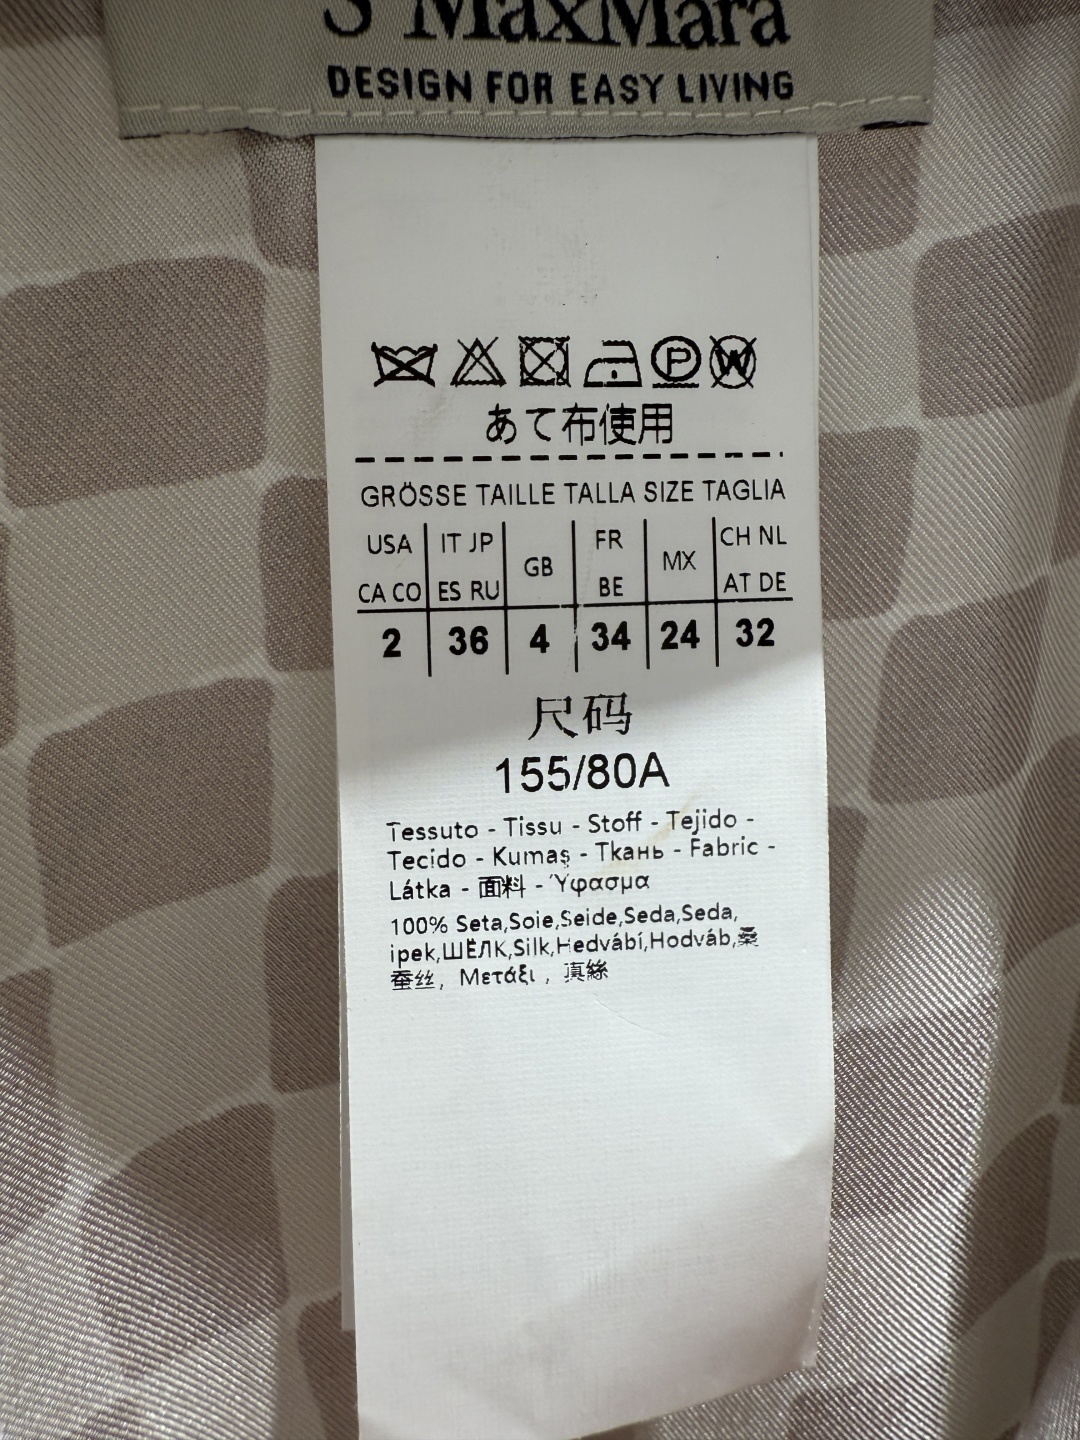 S MaxMara
DESIGN FOR EASY LIVING
P W
あて布使用
GRÖSSE TAILLE TALLA SIZE TAGLIA
USA IT JP GB FR MX CH NL
CA CO ES RU BE AT DE
2 36 4 34 24 32
尺码
155/80A
Tessuto - Tissu - Stoff - Tejido -
Tecido - Kumaş - Ткань - Fabric -
Látka - 面料 - Ύφασμα
100% Seta,Soie,Seide,Seda,Seda,
ipek,ШЁЛК,Silk,Hedvábí,Hodváb,桑
蚕丝, Μετάξι , 真絲